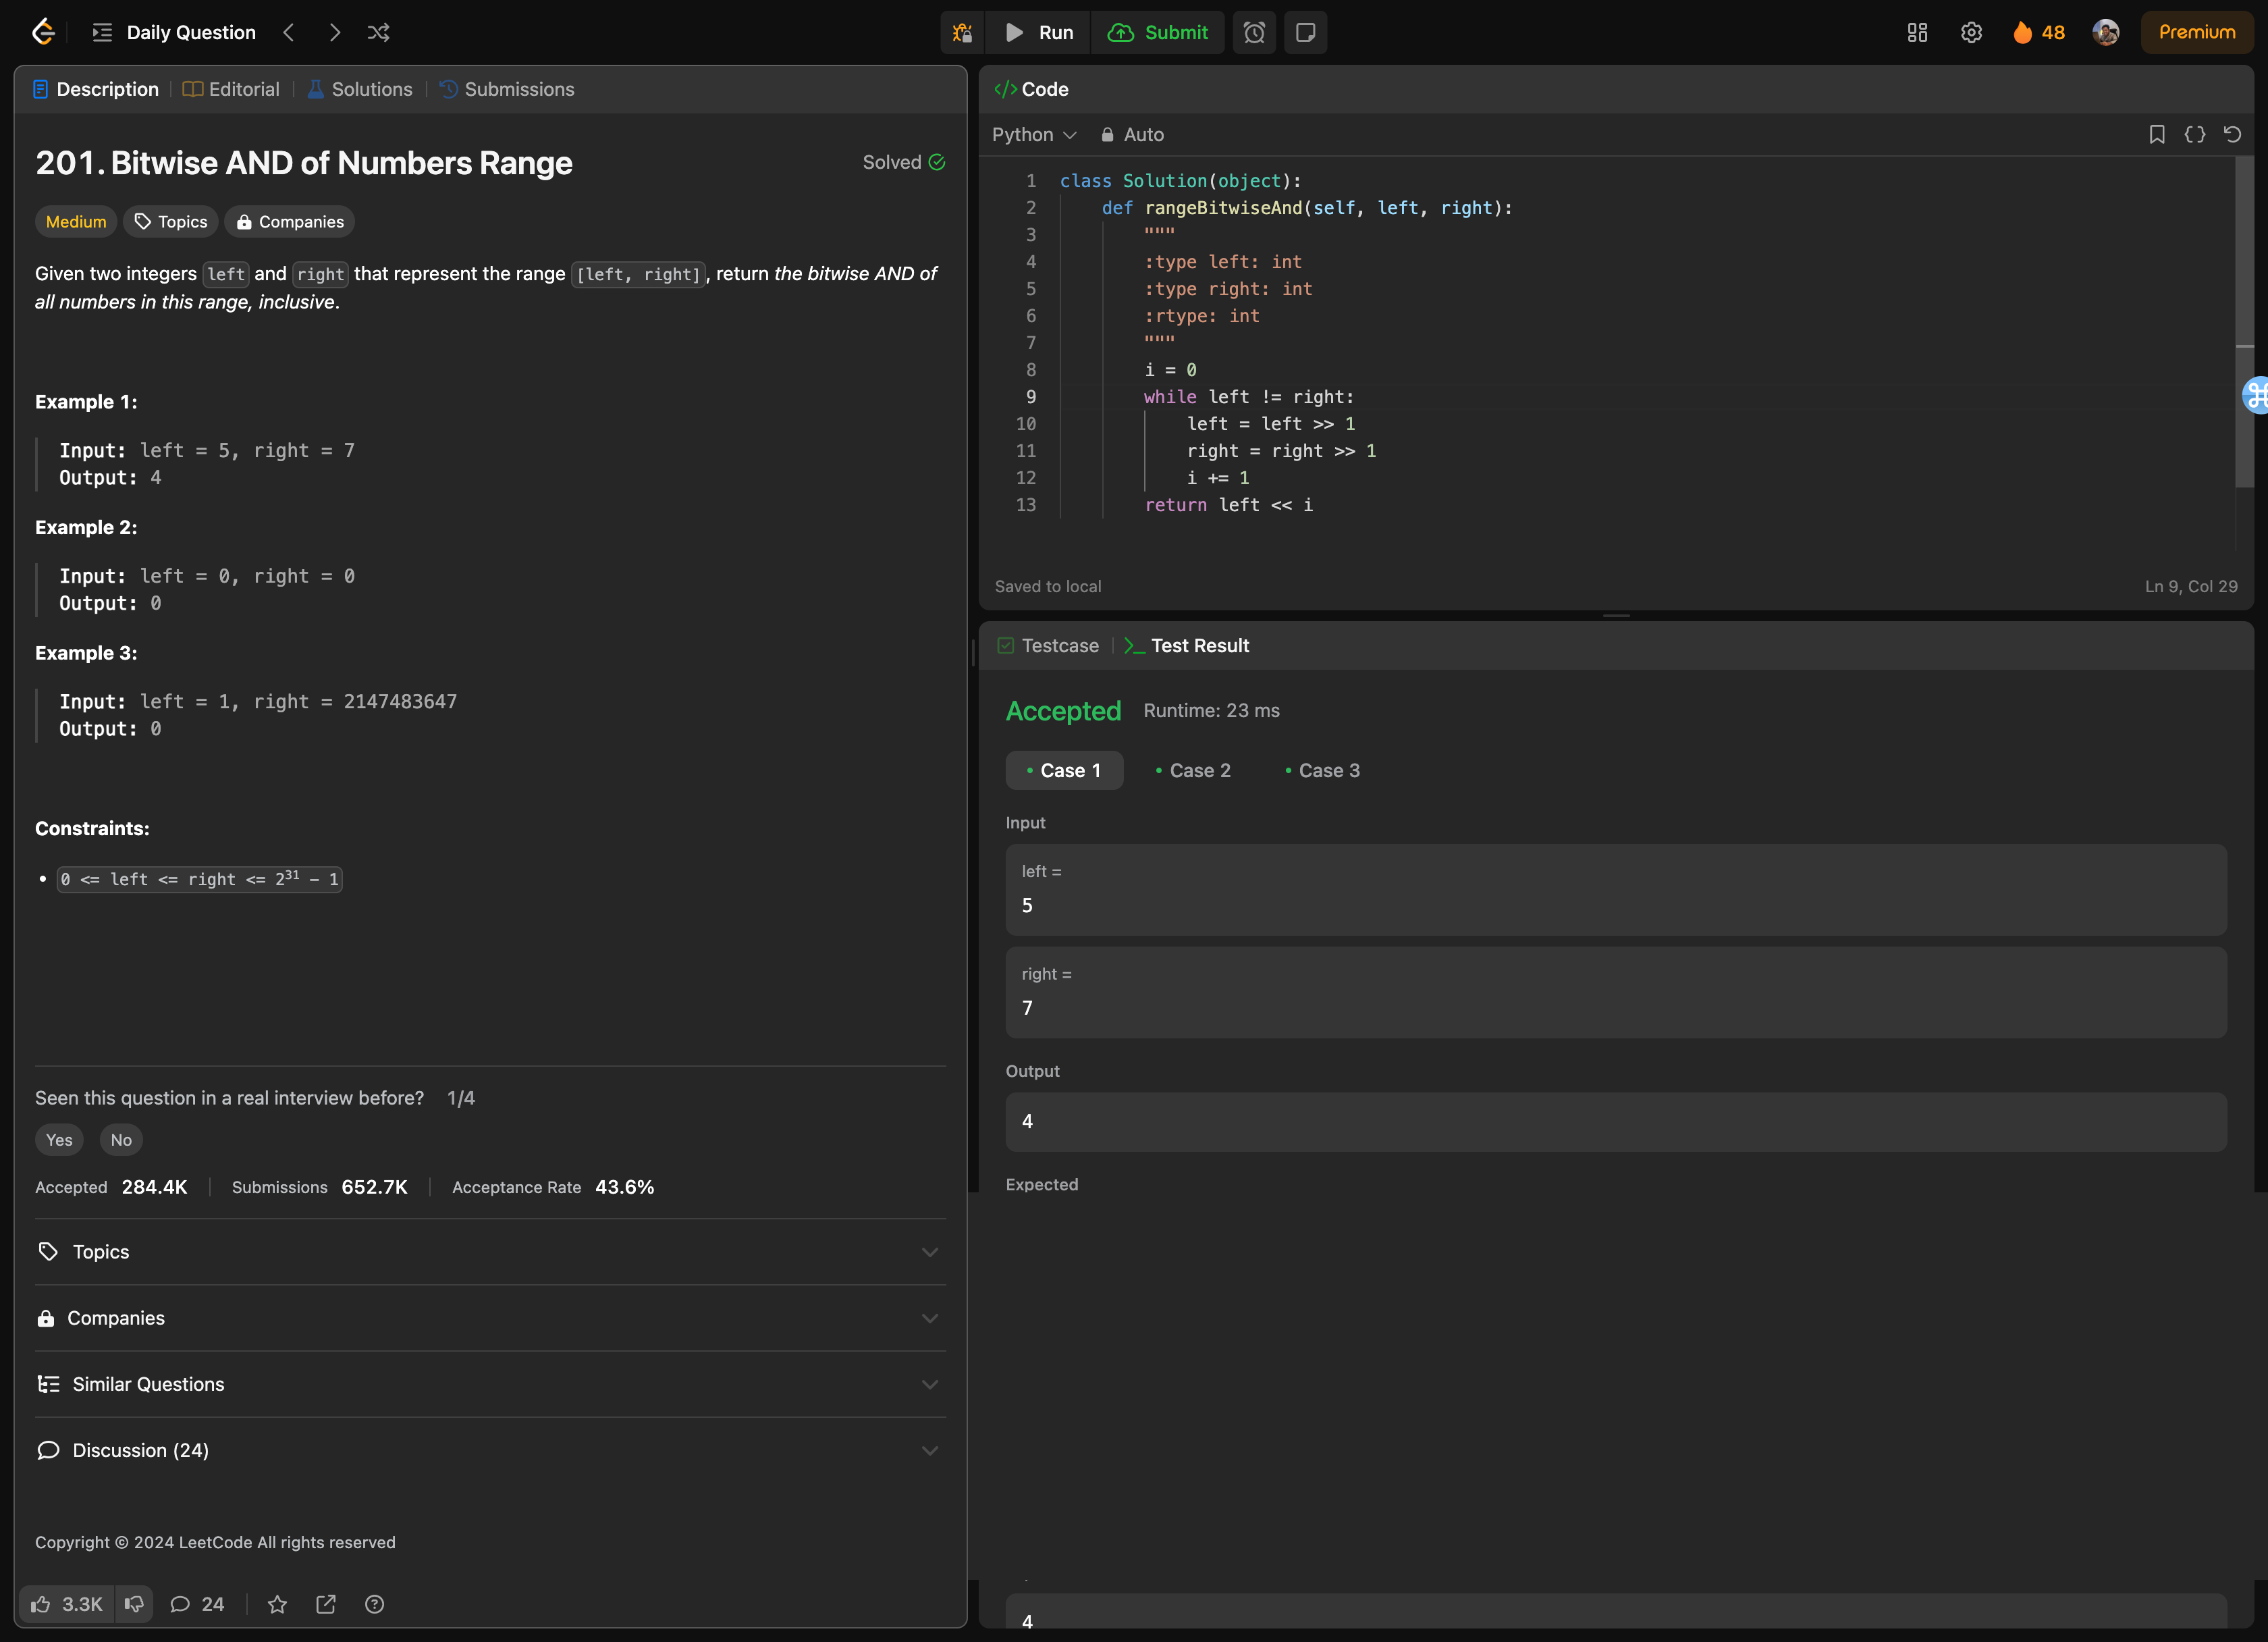 Daily Question
Run
Submit
48
Premium
Description
Editorial
Solutions
Submissions
201. Bitwise AND of Numbers Range
Solved
Medium
Topics
Companies
Given two integers left and right that represent the range [left, right], return the bitwise AND of
all numbers in this range, inclusive.
Example 1:
Input: left = 5, right = 7
Output: 4
Example 2:
Input: left = 0, right = 0
Output: 0
Example 3:
Input: left = 1, right = 2147483647
Output: 0
Constraints:
• 0 <= left <= right <= 2³¹ - 1
Seen this question in a real interview before? 1/4
Yes
No
Accepted 284.4K
Submissions 652.7K
Acceptance Rate 43.6%
Topics
Companies
Similar Questions
Discussion (24)
Copyright © 2024 LeetCode All rights reserved
3.3K
24
</> Code
Python
Auto
1 class Solution(object):
2     def rangeBitwiseAnd(self, left, right):
3         """
4         :type left: int
5         :type right: int
6         :rtype: int
7         """
8         i = 0
9         while left != right:
10             left = left >> 1
11             right = right >> 1
12             i += 1
13         return left << i
Saved to local
Ln 9, Col 29
Testcase
Test Result
Accepted Runtime: 23 ms
• Case 1
• Case 2
• Case 3
Input
left =
5
right =
7
Output
4
Expected
4